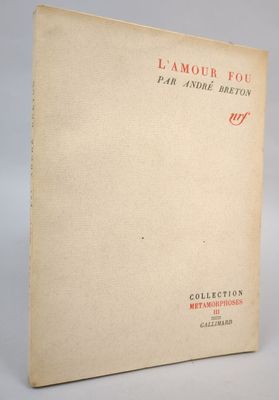 L'AMOUR FOU
PAR ANDRÉ BRETON
nrf
COLLECTION
MÉTAMORPHOSES
III
GALLIMARD